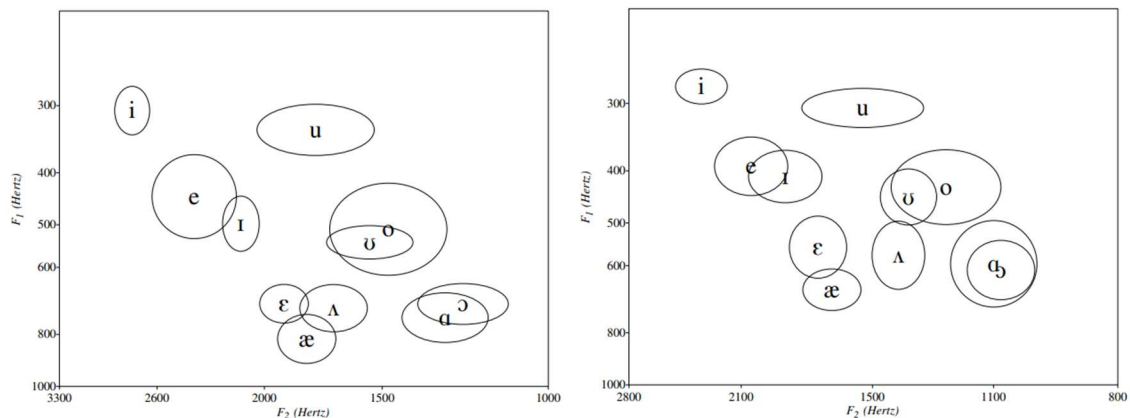 F1 (Hertz)
300
400
500
600
800
1000
3300
2600
2000
1500
1000
F2 (Hertz)
i
u
e
ɪ
o
ʊ
ɛ
ʌ
ɔ
ɑ
æ
F1 (Hertz)
300
400
500
600
800
1000
2800
2100
1500
1100
800
F2 (Hertz)
i
u
e
ɪ
o
ʊ
ɛ
ʌ
ɑ
ɔ
æ